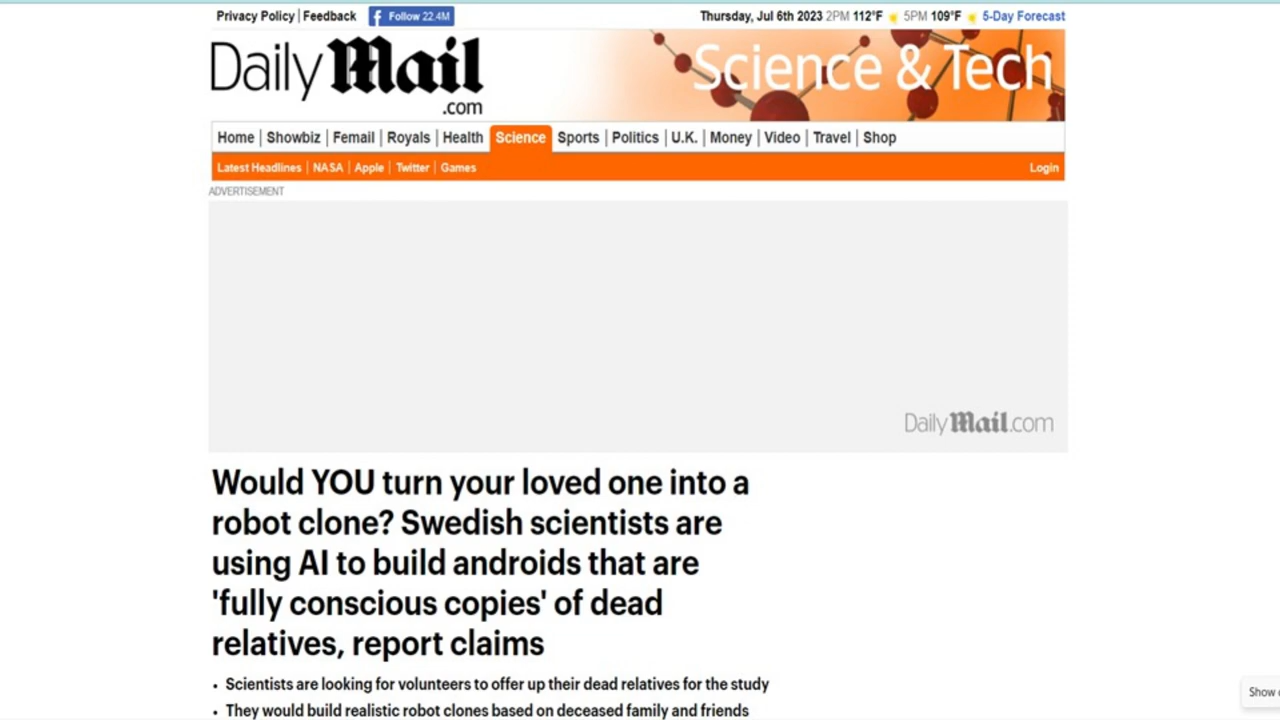 Privacy Policy | Feedback Follow 22.4M Thursday, Jul 6th 2023 2PM 112°F 5PM 109°F 5-Day Forecast
Daily Mail
.com
Science & Tech
Home | Showbiz | Femail | Royals | Health Science Sports | Politics | U.K. | Money | Video | Travel | Shop
Latest Headlines | NASA | Apple | Twitter | Games Login
ADVERTISEMENT
Daily Mail.com
Would YOU turn your loved one into a
robot clone? Swedish scientists are
using AI to build androids that are
'fully conscious copies' of dead
relatives, report claims
• Scientists are looking for volunteers to offer up their dead relatives for the study
Show
• They would build realistic robot clones based on deceased family and friends